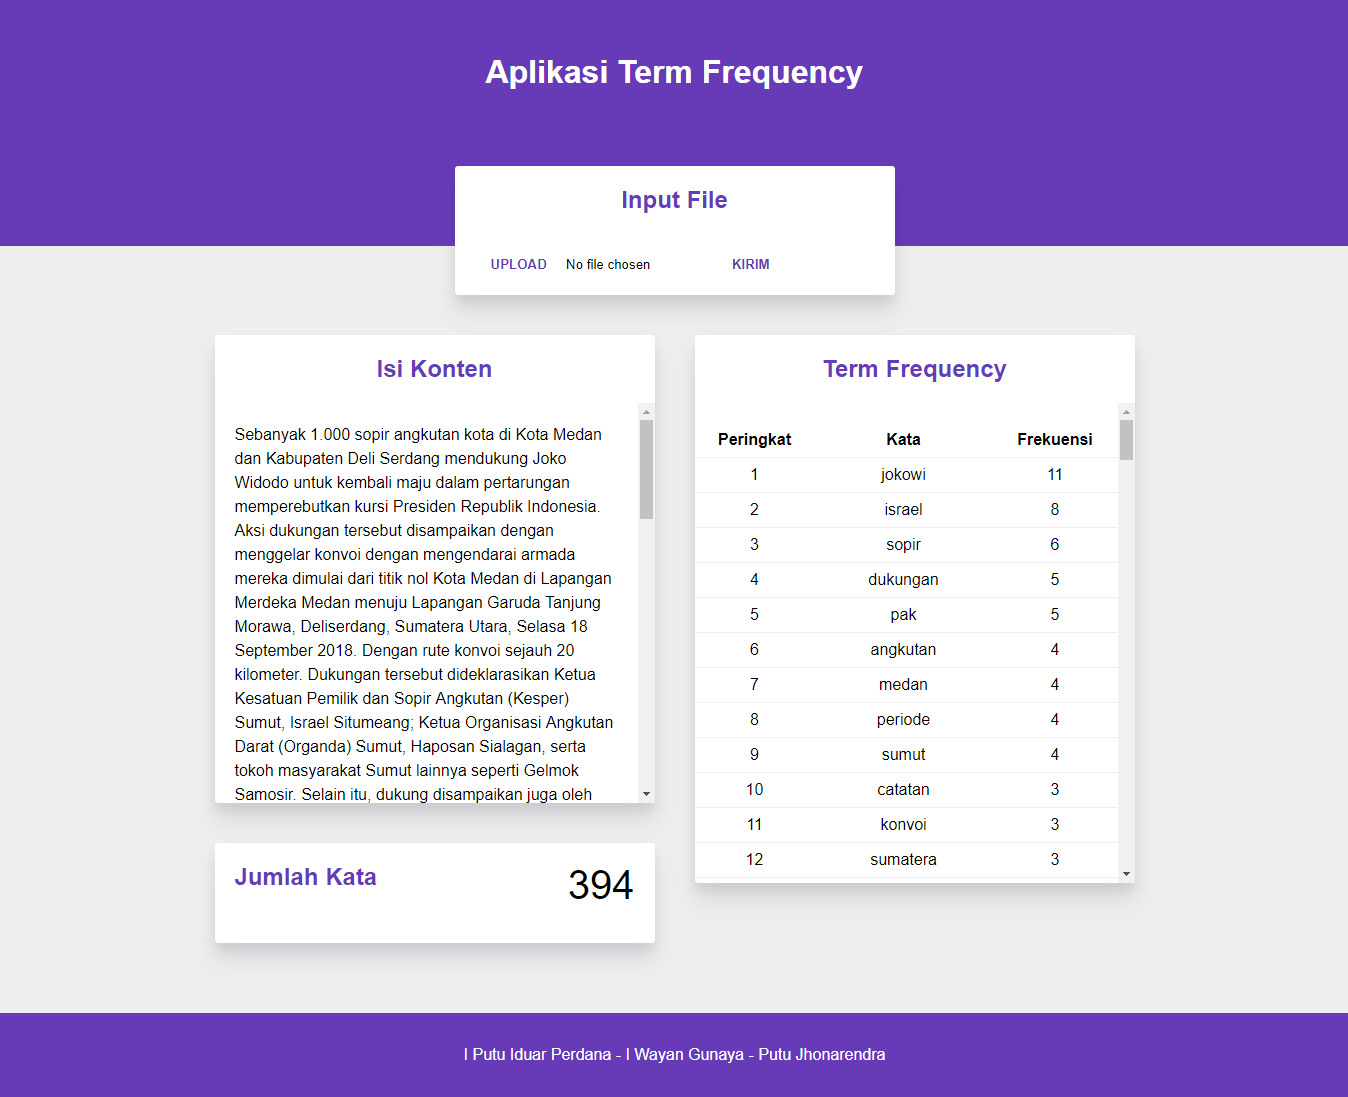 Aplikasi Term Frequency
Input File
UPLOAD No file chosen KIRIM
Isi Konten
Sebanyak 1.000 sopir angkutan kota di Kota Medan
dan Kabupaten Deli Serdang mendukung Joko
Widodo untuk kembali maju dalam pertarungan
memperebutkan kursi Presiden Republik Indonesia.
Aksi dukungan tersebut disampaikan dengan
menggelar konvoi dengan mengendarai armada
mereka dimulai dari titik nol Kota Medan di Lapangan
Merdeka Medan menuju Lapangan Garuda Tanjung
Morawa, Deliserdang, Sumatera Utara, Selasa 18
September 2018. Dengan rute konvoi sejauh 20
kilometer. Dukungan tersebut dideklarasikan Ketua
Kesatuan Pemilik dan Sopir Angkutan (Kesper)
Sumut, Israel Situmeang; Ketua Organisasi Angkutan
Darat (Organda) Sumut, Haposan Sialagan, serta
tokoh masyarakat Sumut lainnya seperti Gelmok
Samosir. Selain itu, dukung disampaikan juga oleh
Jumlah Kata 394
Term Frequency
Peringkat Kata Frekuensi
1 jokowi 11
2 israel 8
3 sopir 6
4 dukungan 5
5 pak 5
6 angkutan 4
7 medan 4
8 periode 4
9 sumut 4
10 catatan 3
11 konvoi 3
12 sumatera 3
I Putu Iduar Perdana - I Wayan Gunaya - Putu Jhonarendra